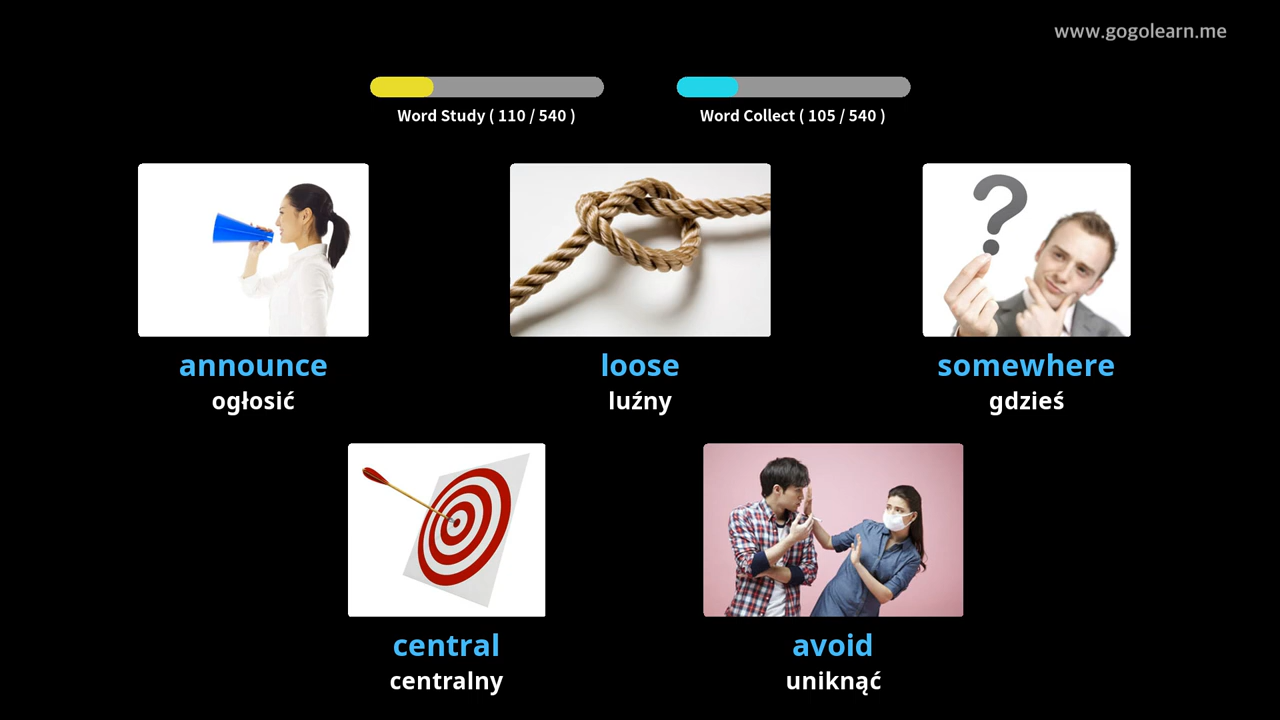 www.gogolearn.me
Word Study ( 110 / 540 )
Word Collect ( 105 / 540 )
announce
ogłosić
loose
luźny
somewhere
gdzieś
central
centralny
avoid
uniknąć